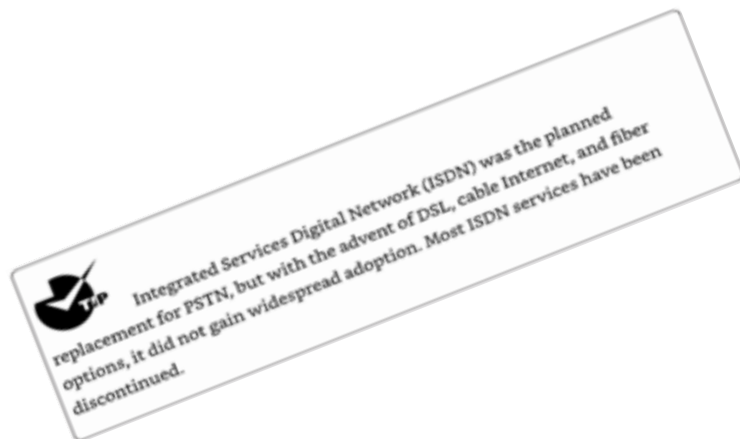 TIP
Integrated Services Digital Network (ISDN) was the planned
replacement for PSTN, but with the advent of DSL, cable Internet, and fiber
options, it did not gain widespread adoption. Most ISDN services have been
discontinued.